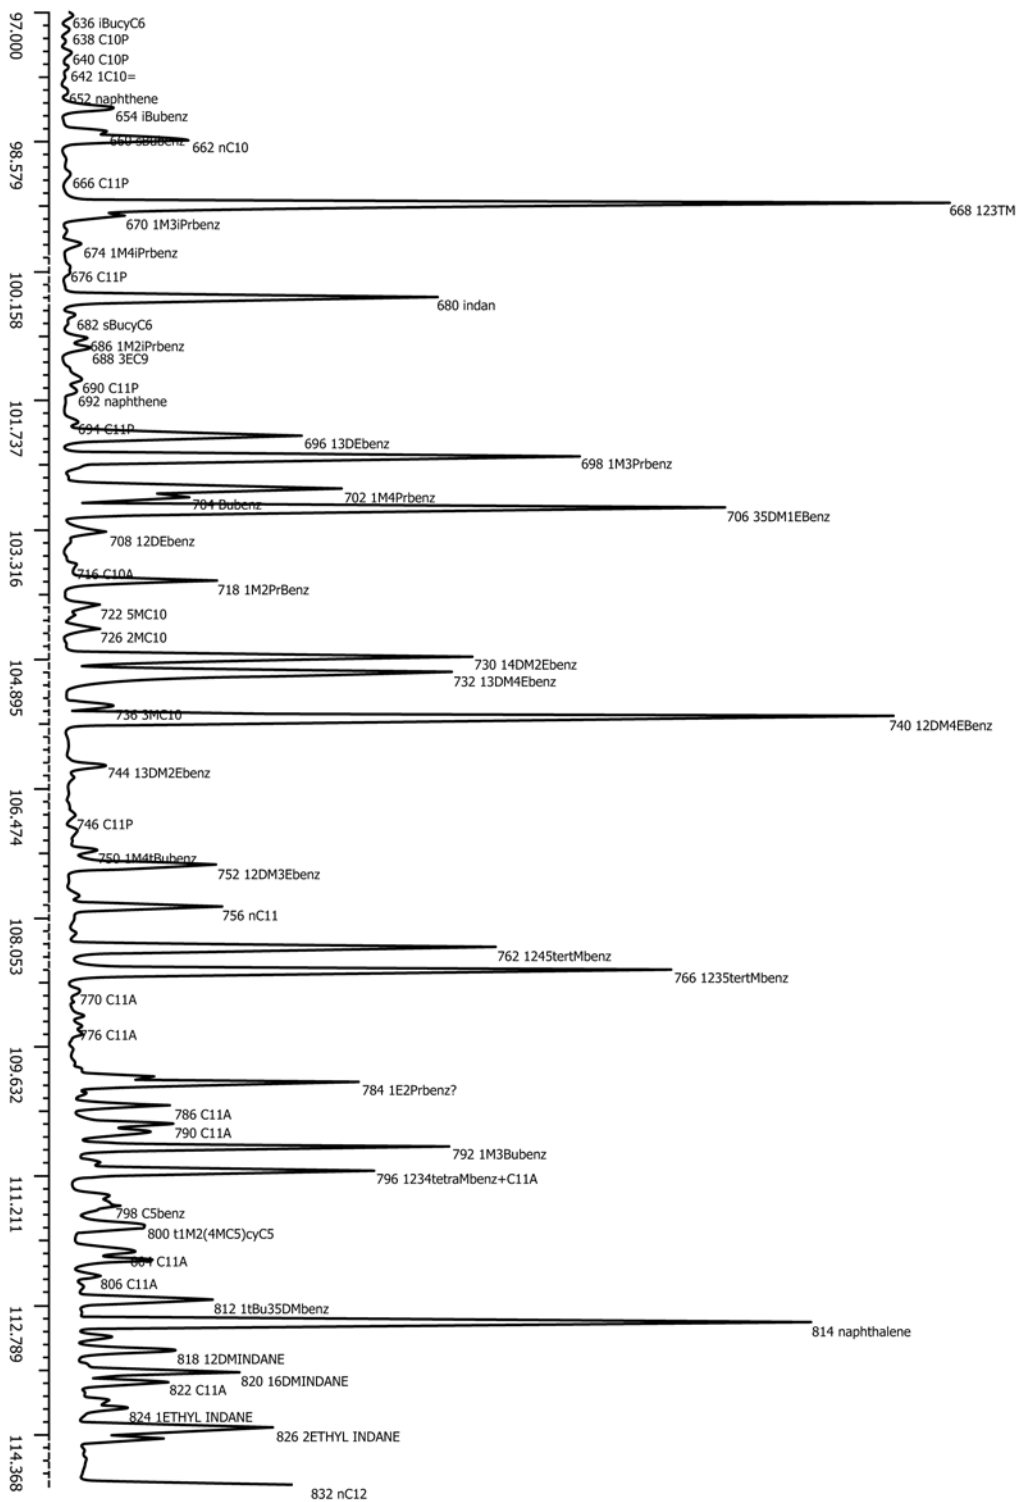 97.000
98.579
100.158
101.737
103.316
104.895
106.474
108.053
109.632
111.211
112.789
114.368
636 iBucyC6
638 C10P
640 C10P
642 1C10=
652 naphthene
654 iBubenz
660 sBubenz
662 nC10
666 C11P
668 123TM
670 1M3iPrbenz
674 1M4iPrbenz
676 C11P
680 indan
682 sBucyC6
686 1M2iPrbenz
688 3EC9
690 C11P
692 naphthene
694 C11P
696 13DEbenz
698 1M3Prbenz
702 1M4Prbenz
704 Bubenz
706 35DM1EBenz
708 12DEbenz
716 C10A
718 1M2PrBenz
722 5MC10
726 2MC10
730 14DM2Ebenz
732 13DM4Ebenz
736 3MC10
740 12DM4EBenz
744 13DM2Ebenz
746 C11P
750 1M4tBubenz
752 12DM3Ebenz
756 nC11
762 1245tertMbenz
766 1235tertMbenz
770 C11A
776 C11A
784 1E2Prbenz?
786 C11A
790 C11A
792 1M3Bubenz
796 1234tetraMbenz+C11A
798 C5benz
800 t1M2(4MC5)cyC5
804 C11A
806 C11A
812 1tBu35DMbenz
814 naphthalene
818 12DMINDANE
820 16DMINDANE
822 C11A
824 1ETHYL INDANE
826 2ETHYL INDANE
832 nC12